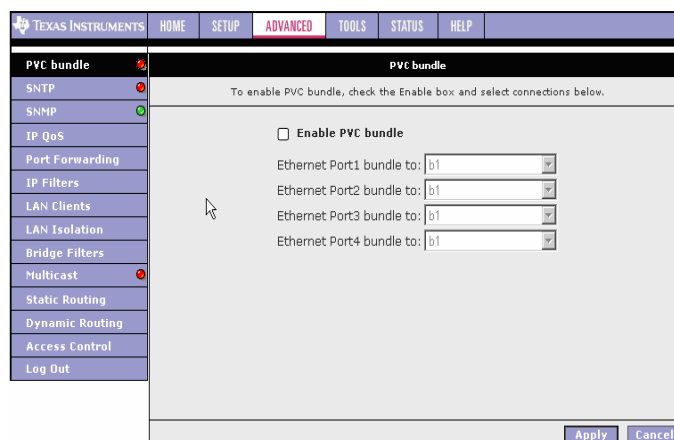 TEXAS INSTRUMENTS HOME SETUP ADVANCED TOOLS STATUS HELP
PVC bundle
SNTP
SNMP
IP QoS
Port Forwarding
IP Filters
LAN Clients
LAN Isolation
Bridge Filters
Multicast
Static Routing
Dynamic Routing
Access Control
Log Out
PVC bundle
To enable PVC bundle, check the Enable box and select connections below.
Enable PVC bundle
Ethernet Port1 bundle to: b1
Ethernet Port2 bundle to: b1
Ethernet Port3 bundle to: b1
Ethernet Port4 bundle to: b1
Apply Cancel